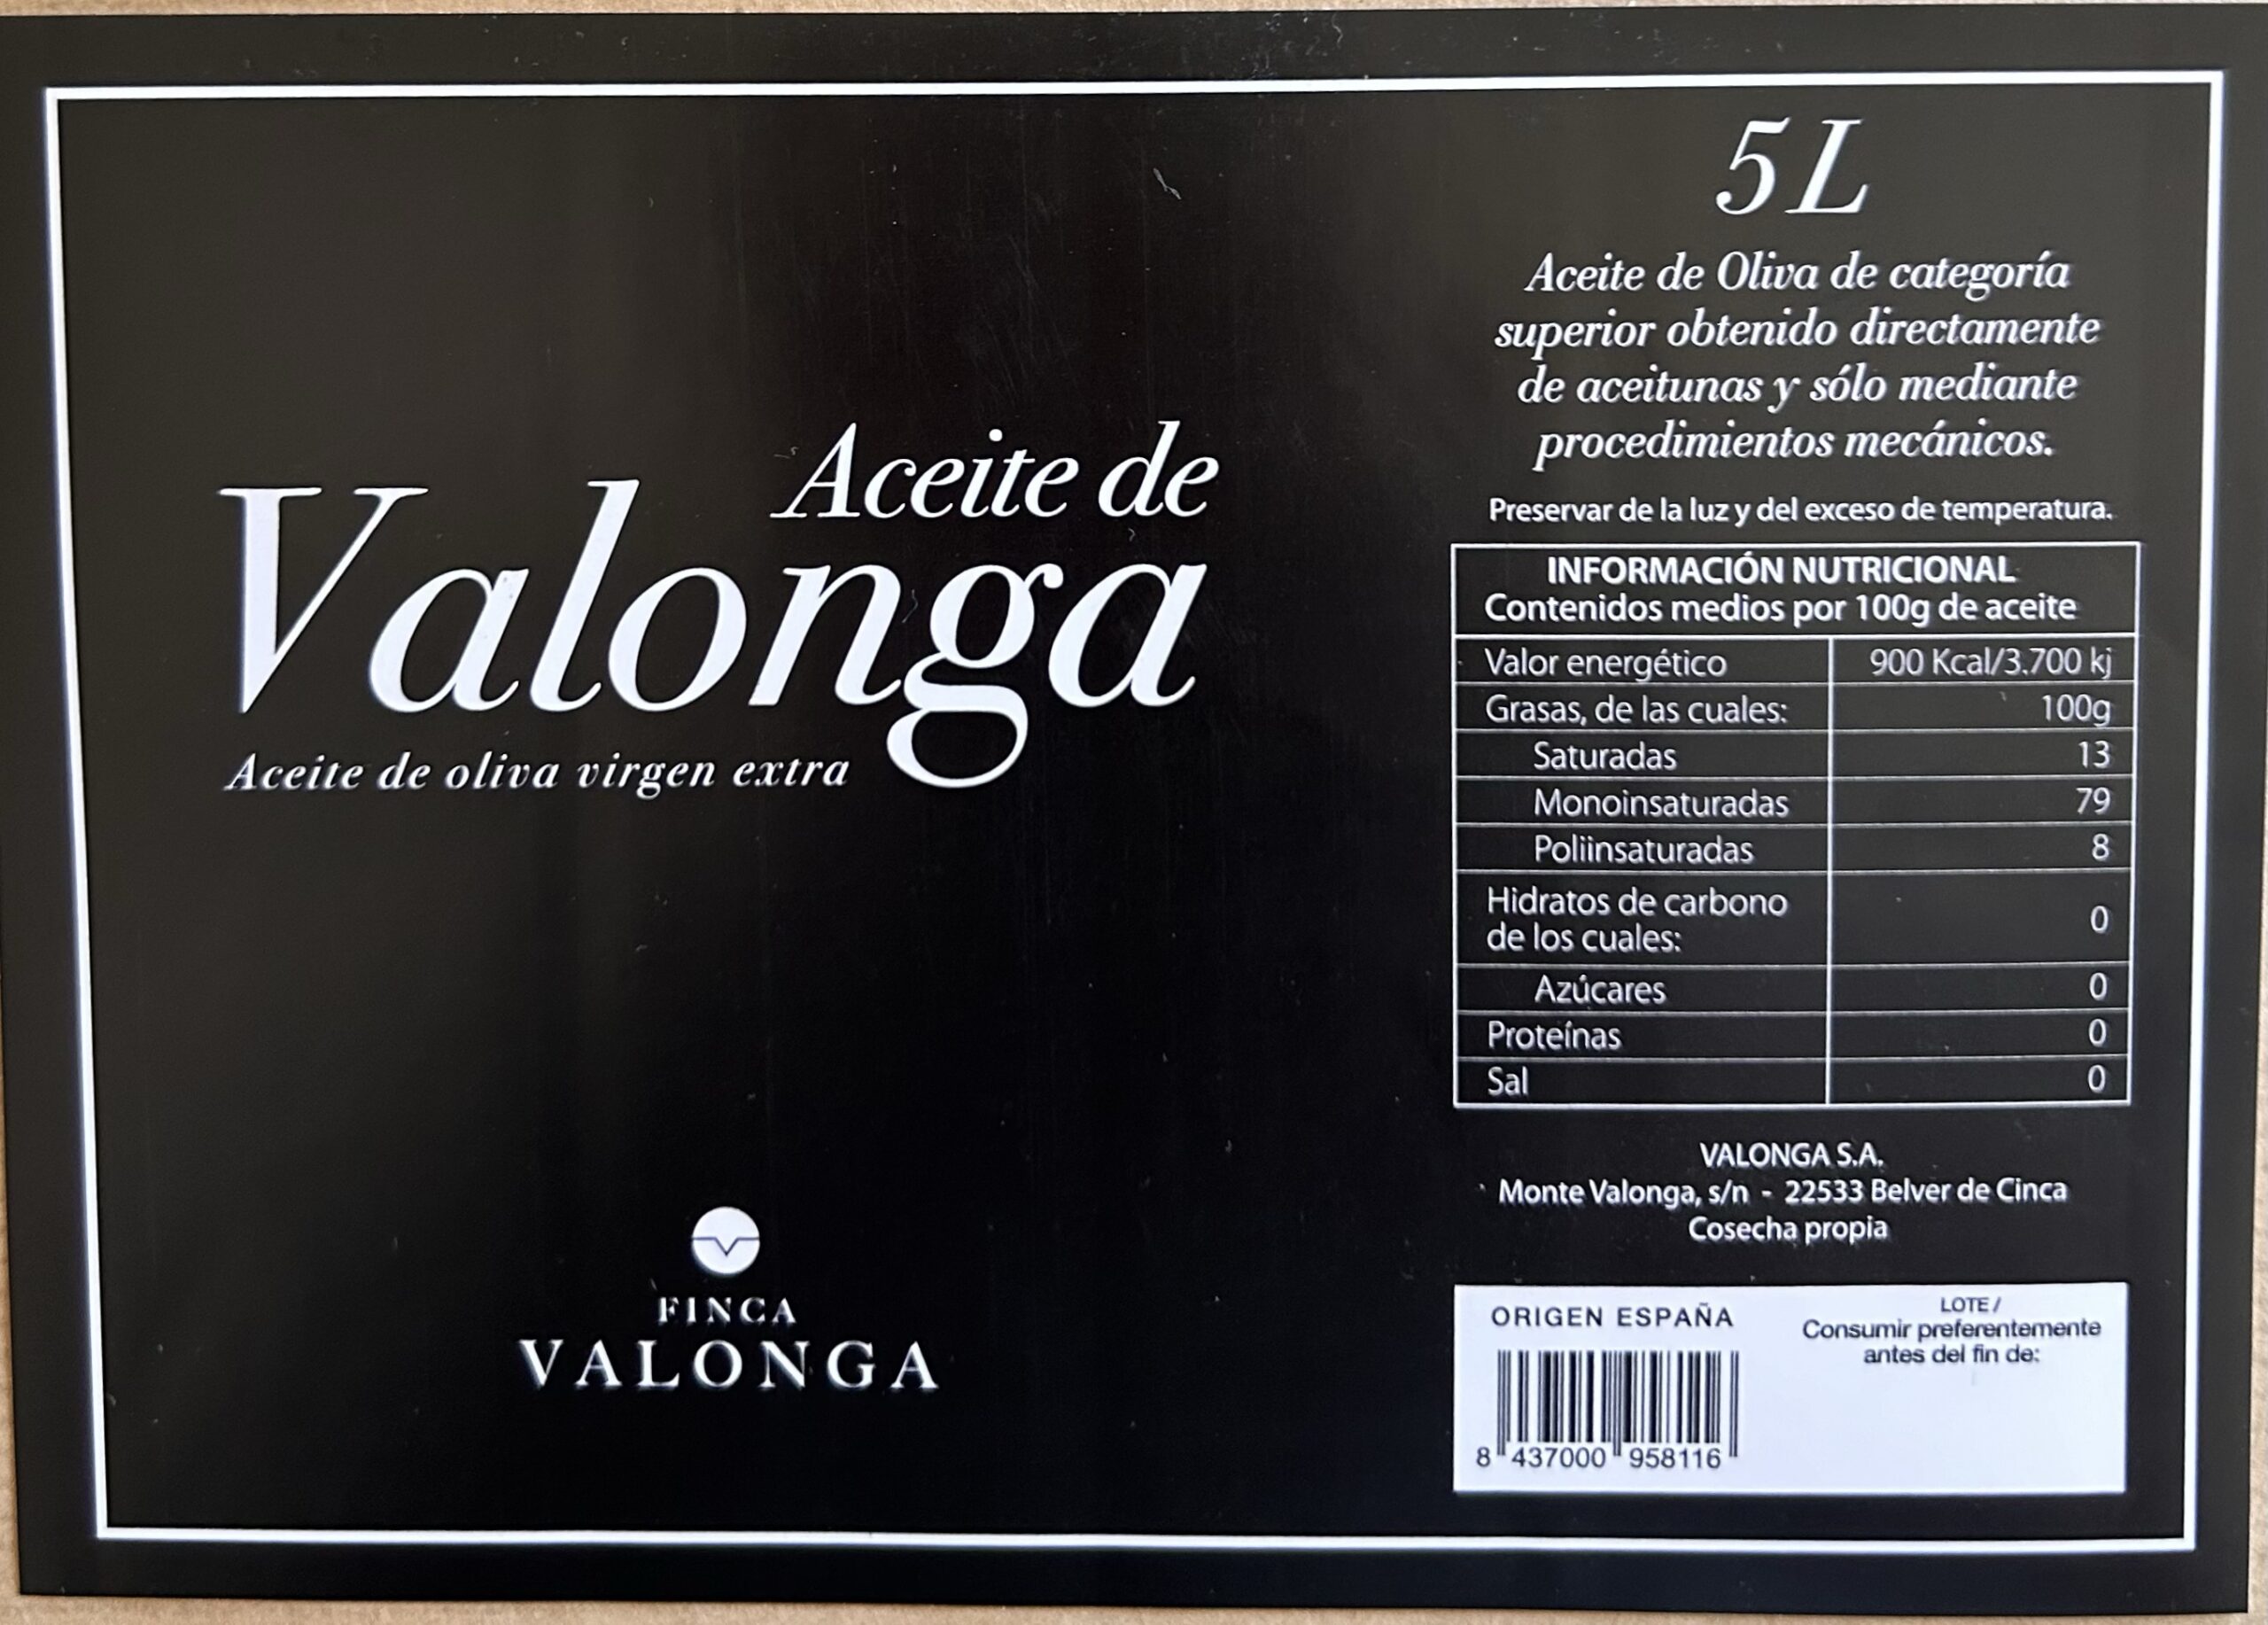 Aceite de
Valonga
Aceite de oliva virgen extra
FINCA
VALONGA
5 L
Aceite de Oliva de categoría
superior obtenido directamente
de aceitunas y sólo mediante
procedimientos mecánicos.
Preservar de la luz y del exceso de temperatura.
INFORMACIÓN NUTRICIONAL
Contenidos medios por 100g de aceite
Valor energético 900 Kcal/3.700 kj
Grasas, de las cuales: 100g
Saturadas 13
Monoinsaturadas 79
Poliinsaturadas 8
Hidratos de carbono
de los cuales: 0
Azúcares 0
Proteínas 0
Sal 0
VALONGA S.A.
Monte Valonga, s/n - 22533 Belver de Cinca
Cosecha propia
ORIGEN ESPAÑA
8 437000 958116
LOTE /
Consumir preferentemente
antes del fin de: